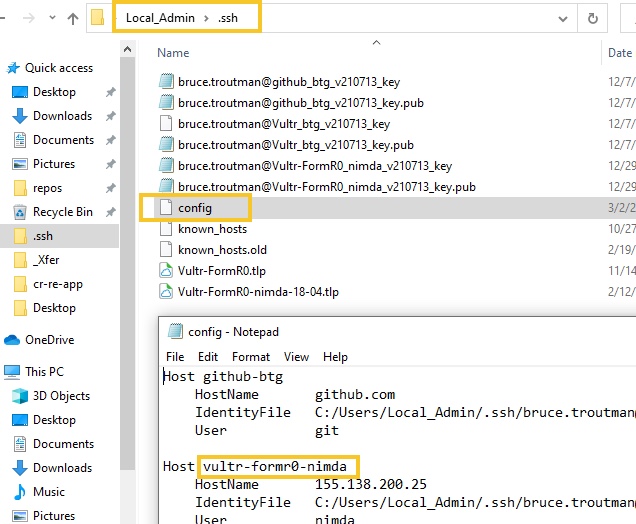 Local_Admin > .ssh
Name
Date
Quick access
Desktop
Downloads
Documents
Pictures
repos
Recycle Bin
.ssh
_Xfer
cr-re-app
Desktop
OneDrive
This PC
3D Objects
Desktop
Documents
Downloads
Music
Pictures
bruce.troutman@github_btg_v210713_key 12/7/
bruce.troutman@github_btg_v210713_key.pub 12/7/
bruce.troutman@Vultr_btg_v210713_key 12/7/
bruce.troutman@Vultr_btg_v210713_key.pub 12/7/
bruce.troutman@Vultr-FormR0_nimda_v210713_key 12/29
bruce.troutman@Vultr-FormR0_nimda_v210713_key.pub 12/29
config 3/2/2
known_hosts 10/27
known_hosts.old 2/19/
Vultr-FormR0.tlp 11/14
Vultr-FormR0-nimda-18-04.tlp 2/12/
config - Notepad
File Edit Format View Help
Host github-btg
HostName github.com
IdentityFile C:/Users/Local_Admin/.ssh/bruce.troutman@
User git
Host vultr-formr0-nimda
HostName 155.138.200.25
IdentityFile C:/Users/Local_Admin/.ssh/bruce.troutman@
User nimda